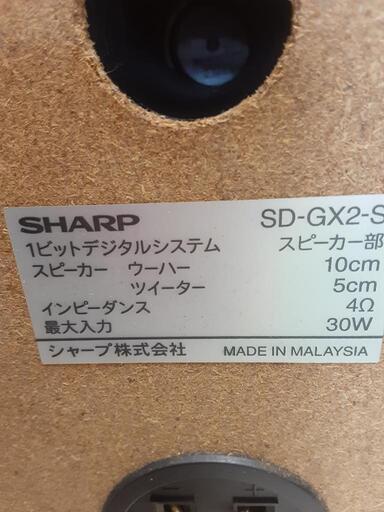 SHARP SD-GX2-S
1ビットデジタルシステム スピーカー部
スピーカー ウーハー 10cm
ツイーター 5cm
インピーダンス 4Ω
最大入力 30W
シャープ株式会社 MADE IN MALAYSIA
- +